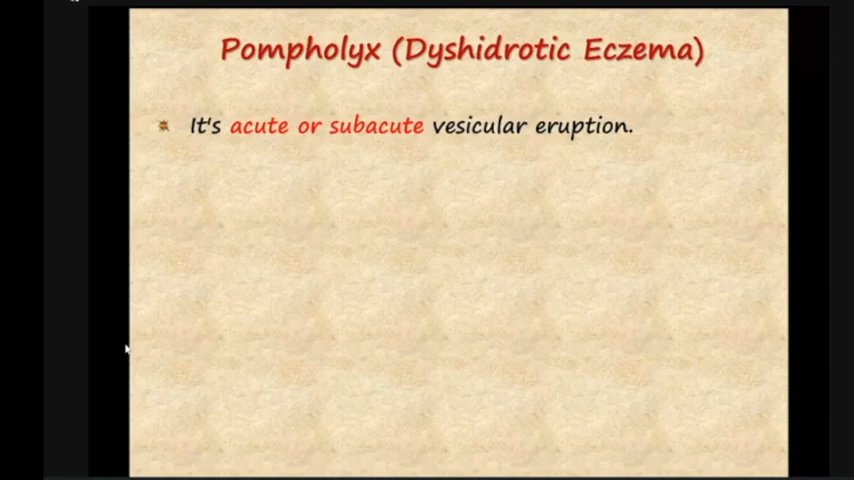 Pompholyx (Dyshidrotic Eczema)
It's acute or subacute vesicular eruption.